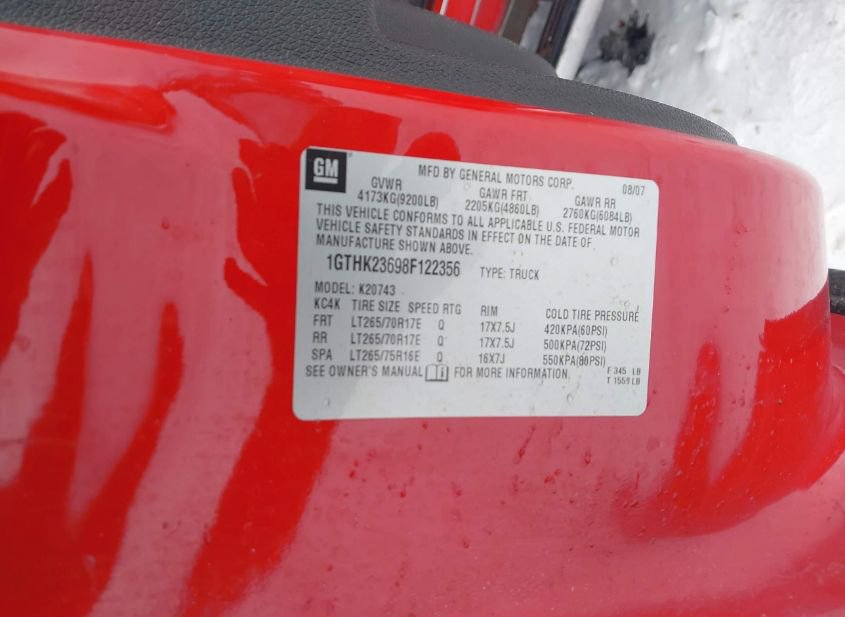 GM
MFD BY GENERAL MOTORS CORP.
08/07
GVWR GAWR FRT GAWR RR
4173KG(9200LB) 2205KG(4860LB) 2760KG(6084LB)
THIS VEHICLE CONFORMS TO ALL APPLICABLE U.S. FEDERAL MOTOR
VEHICLE SAFETY STANDARDS IN EFFECT ON THE DATE OF
MANUFACTURE SHOWN ABOVE.
1GTHK23698F122356 TYPE: TRUCK
MODEL: K20743
KC4K TIRE SIZE SPEED RTG RIM COLD TIRE PRESSURE
FRT LT265/70R17E Q 17X7.5J 420KPA(60PSI)
RR LT265/70R17E Q 17X7.5J 500KPA(72PSI)
SPA LT265/75R16E Q 16X7J 550KPA(80PSI)
SEE OWNER'S MANUAL i FOR MORE INFORMATION.
F 345 LB
T 1559 LB